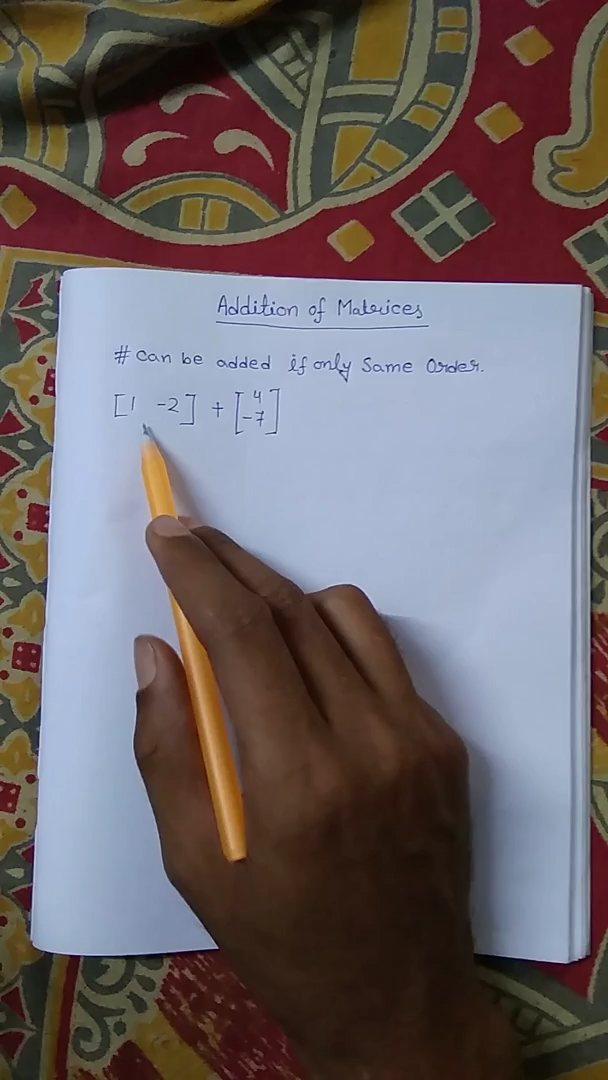 Addition of Matrices
# Can be added if only Same Order.
[1 -2] + [4
-7]